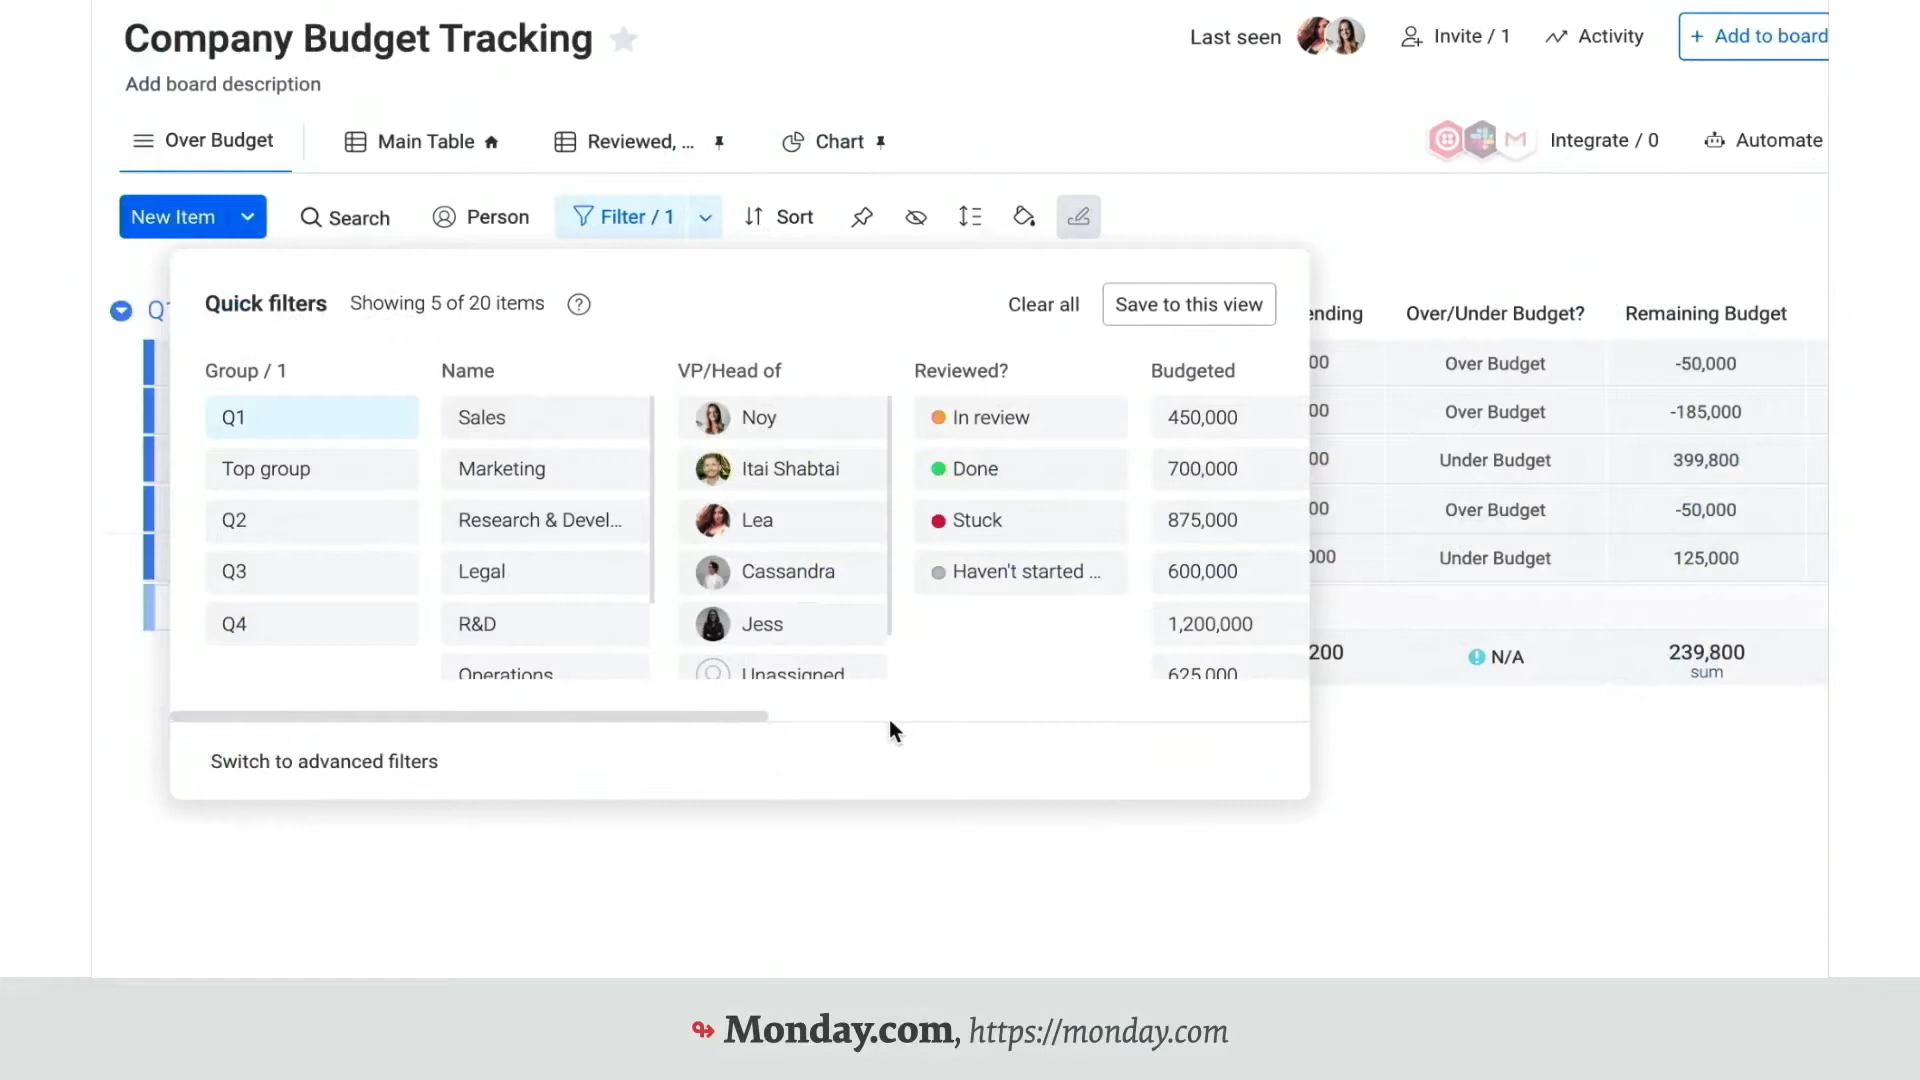 Company Budget Tracking
Last seen
Invite / 1
Activity
+ Add to board
Add board description
Over Budget
Main Table
Reviewed, ...
Chart
Integrate / 0
Automate
New Item
Search
Person
Filter / 1
Sort
Quick filters
Showing 5 of 20 items
?
Clear all
Save to this view
Over/Under Budget?
Remaining Budget
Group / 1
Q1
Top group
Q2
Q3
Q4
Name
Sales
Marketing
Research & Devel...
Legal
R&D
Operations
VP/Head of
Noy
Itai Shabtai
Lea
Cassandra
Jess
Unassigned
Reviewed?
In review
Done
Stuck
Haven't started ...
Budgeted
450,000
700,000
875,000
600,000
1,200,000
625,000
Over Budget
-50,000
Over Budget
-185,000
Under Budget
399,800
Over Budget
-50,000
Under Budget
125,000
200
N/A
239,800
sum
Switch to advanced filters
Monday.com, https://monday.com